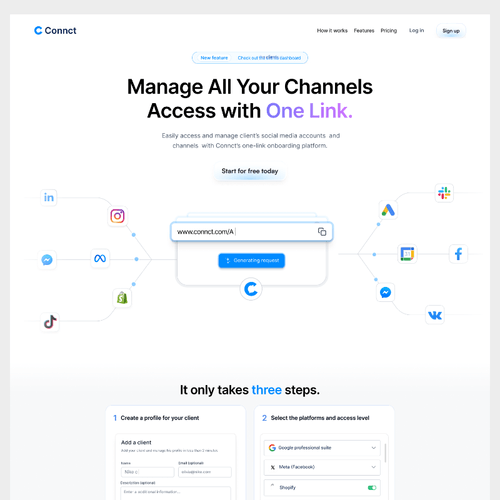 Connct
How it works Features Pricing Log in Sign up
New feature Check out the dashboard
Manage All Your Channels
Access with One Link.
Easily access and manage client's social media accounts and
channels with Connct's one-link onboarding platform.
Start for free today
www.connct.com/A
Generating request
It only takes three steps.
1 Create a profile for your client
Add a client
Name Email (optional)
Nike
Description (optional)
2 Select the platforms and access level
Google professional suite
Meta (Facebook)
Shopify